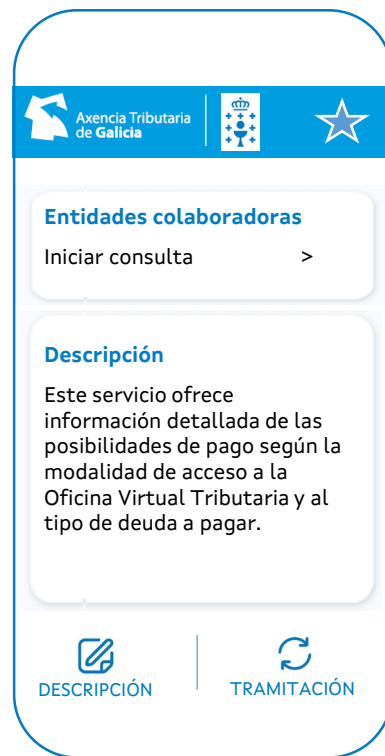 Axencia Tributaria
de Galicia
Entidades colaboradoras
Iniciar consulta >
Descripción
Este servicio ofrece
información detallada de las
posibilidades de pago según la
modalidad de acceso a la
Oficina Virtual Tributaria y al
tipo de deuda a pagar.
DESCRIPCIÓN
TRAMITACIÓN